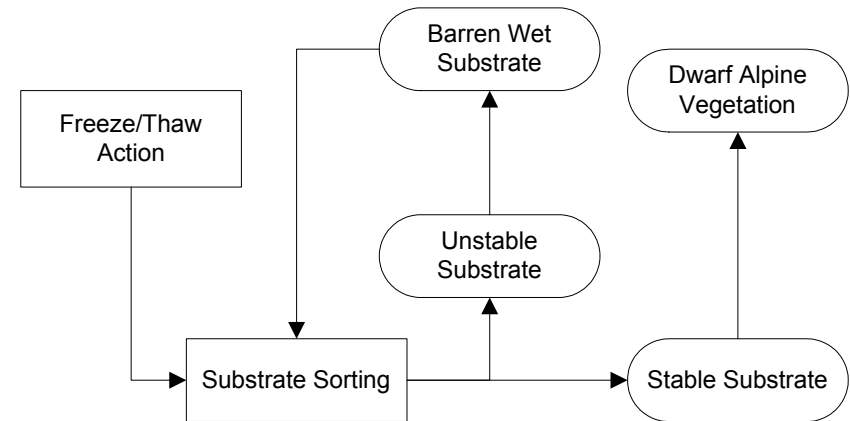 Barren Wet
Substrate
Dwarf Alpine
Vegetation
Freeze/Thaw
Action
Unstable
Substrate
Substrate Sorting
Stable Substrate